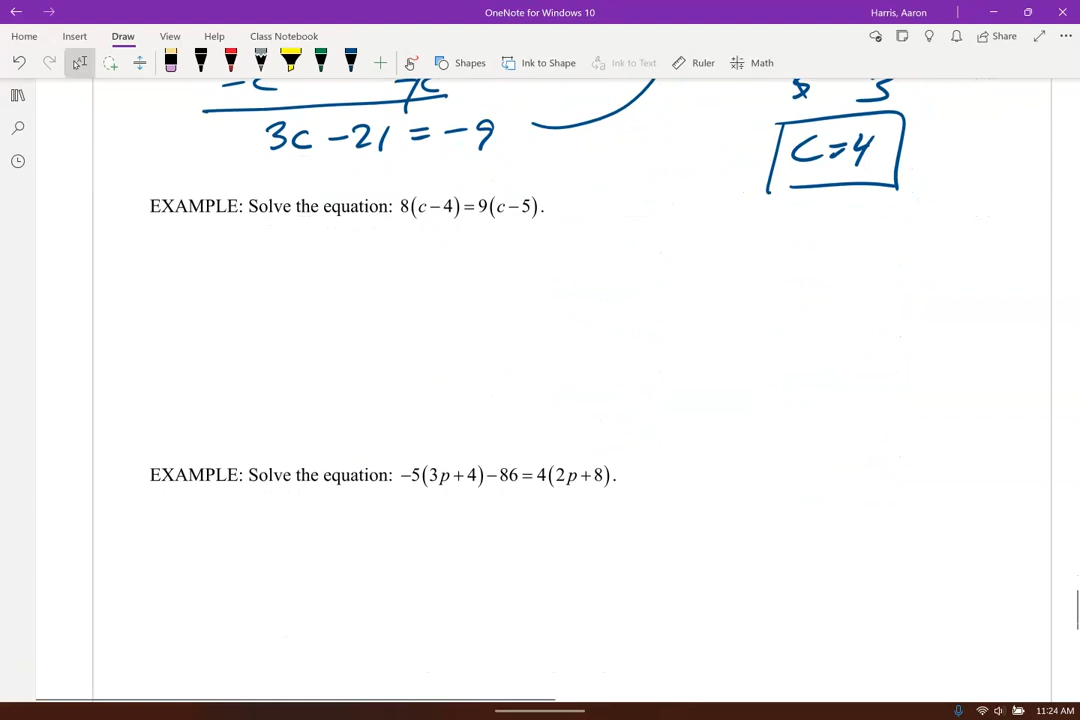 OneNote for Windows 10
Harris, Aaron
Home Insert Draw View Help Class Notebook
Share
Shapes Ink to Shape Ink to Text Ruler Math
3c - 21 = -9
c = 4
EXAMPLE: Solve the equation: 8(c − 4) = 9(c − 5).
EXAMPLE: Solve the equation: −5(3p + 4) − 86 = 4(2p + 8).
11:24 AM